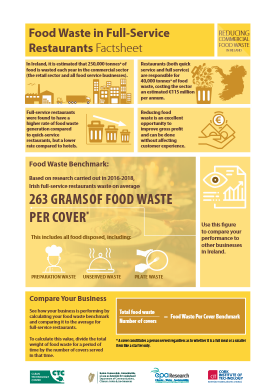 Food Waste in Full-Service
Restaurants Factsheet
REDUCING
COMMERCIAL
FOOD WASTE
IN IRELAND
In Ireland, it is estimated that 250,000 tonnes of
food is wasted each year in the commercial sector
(the retail sector and all food service businesses).
Restaurants (both quick
service and full service)
are responsible for
40,000 tonnes of food
waste, costing the sector
an estimated €115 million
per annum.
Full-service restaurants
were found to have a
higher rate of food waste
generation compared
to quick-service
restaurants, but a lower
rate compared to hotels.
Reducing food
waste is an excellent
opportunity to
improve gross profit
and can be done
without affecting
customer experience.
Food Waste Benchmark:
Based on research carried out in 2016-2018,
Irish full-service restaurants waste on average
263 GRAMS OF FOOD WASTE
PER COVER*
This includes all food disposed, including:
PREPARATION WASTE
UNSERVED WASTE
PLATE WASTE
Use this figure
to compare your
performance to
other businesses
in Ireland.
Compare Your Business
See how your business is performing by
calculating your food waste benchmark
and comparing it to the average for
full-service restaurants.
To calculate this value, divide the total
weight of food waste for a period of
time by the number of covers served
in that time.
Total food waste
Number of covers
= Food Waste Per Cover Benchmark
CTC
epa Research
CORK
INSTITUTE OF
TECHNOLOGY